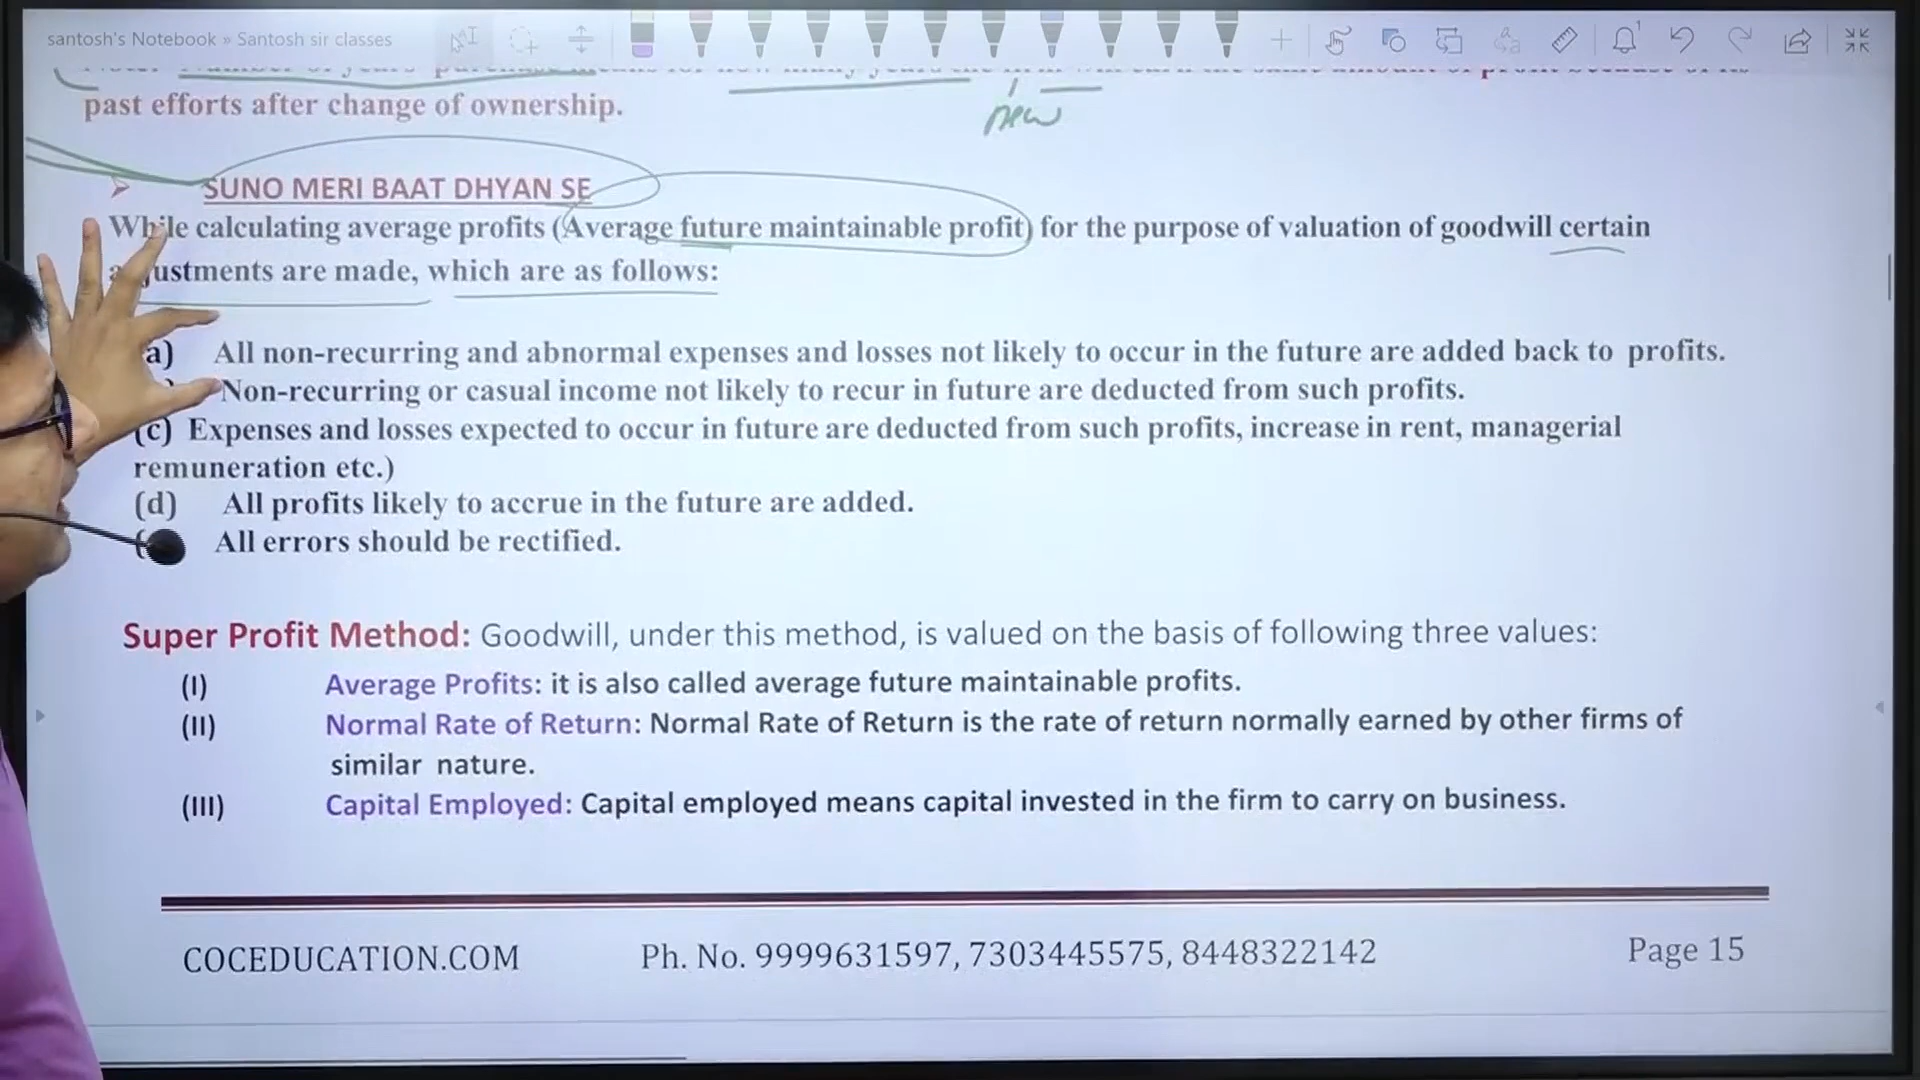 santosh's Notebook » Santosh sir classes
past efforts after change of ownership.
new
SUNO MERI BAAT DHYAN SE
While calculating average profits (Average future maintainable profit) for the purpose of valuation of goodwill certain
ustments are made, which are as follows:
a) All non-recurring and abnormal expenses and losses not likely to occur in the future are added back to profits.
Non-recurring or casual income not likely to recur in future are deducted from such profits.
(c) Expenses and losses expected to occur in future are deducted from such profits, increase in rent, managerial
remuneration etc.)
(d) All profits likely to accrue in the future are added.
All errors should be rectified.
Super Profit Method: Goodwill, under this method, is valued on the basis of following three values:
(I) Average Profits: it is also called average future maintainable profits.
(II) Normal Rate of Return: Normal Rate of Return is the rate of return normally earned by other firms of
similar nature.
(III) Capital Employed: Capital employed means capital invested in the firm to carry on business.
COCEDUCATION.COM Ph. No. 9999631597, 7303445575, 8448322142 Page 15